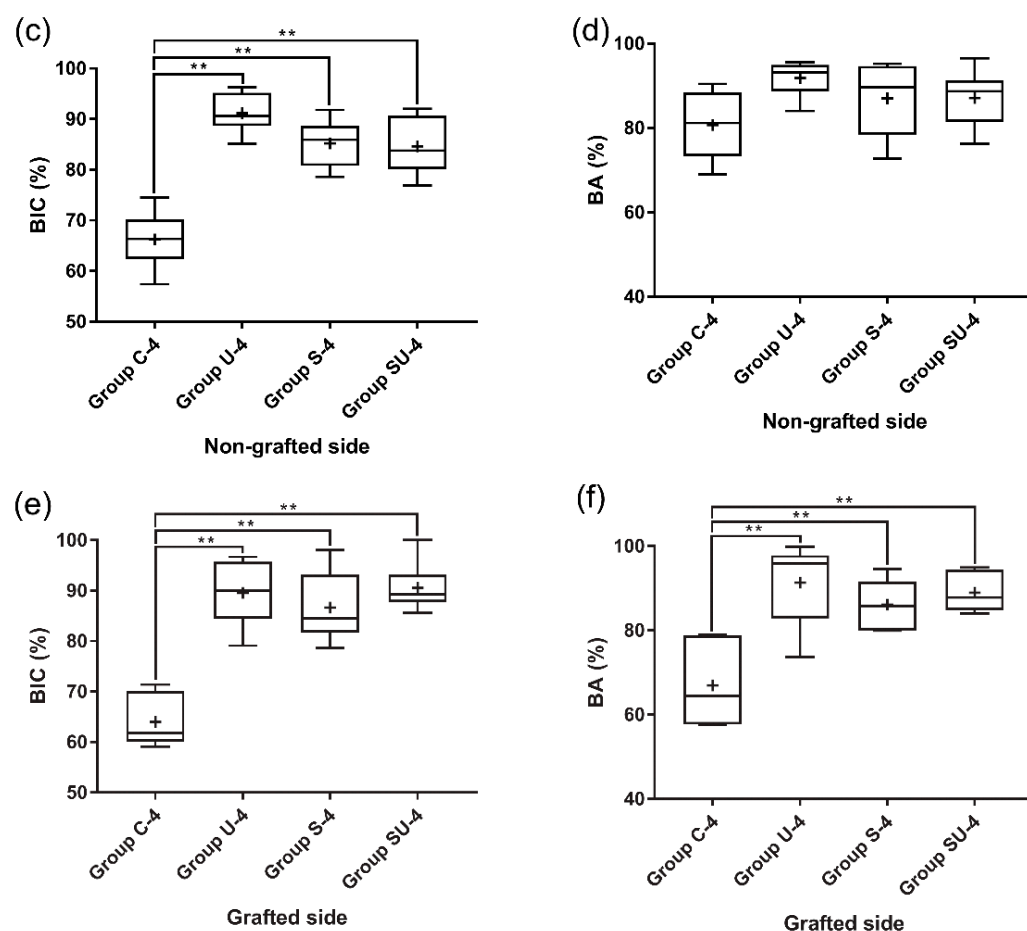 (c)
**
**
**
100
90
80
70
60
50
BIC (%)
Group C-4
Group U-4
Group S-4
Group SU-4
Non-grafted side
(d)
100
80
60
40
BA (%)
Group C-4
Group U-4
Group S-4
Group SU-4
Non-grafted side
(e)
**
**
**
100
90
80
70
60
50
BIC (%)
Group C-4
Group U-4
Group S-4
Group SU-4
Grafted side
(f)
**
**
**
100
80
60
40
BA (%)
Group C-4
Group U-4
Group S-4
Group SU-4
Grafted side